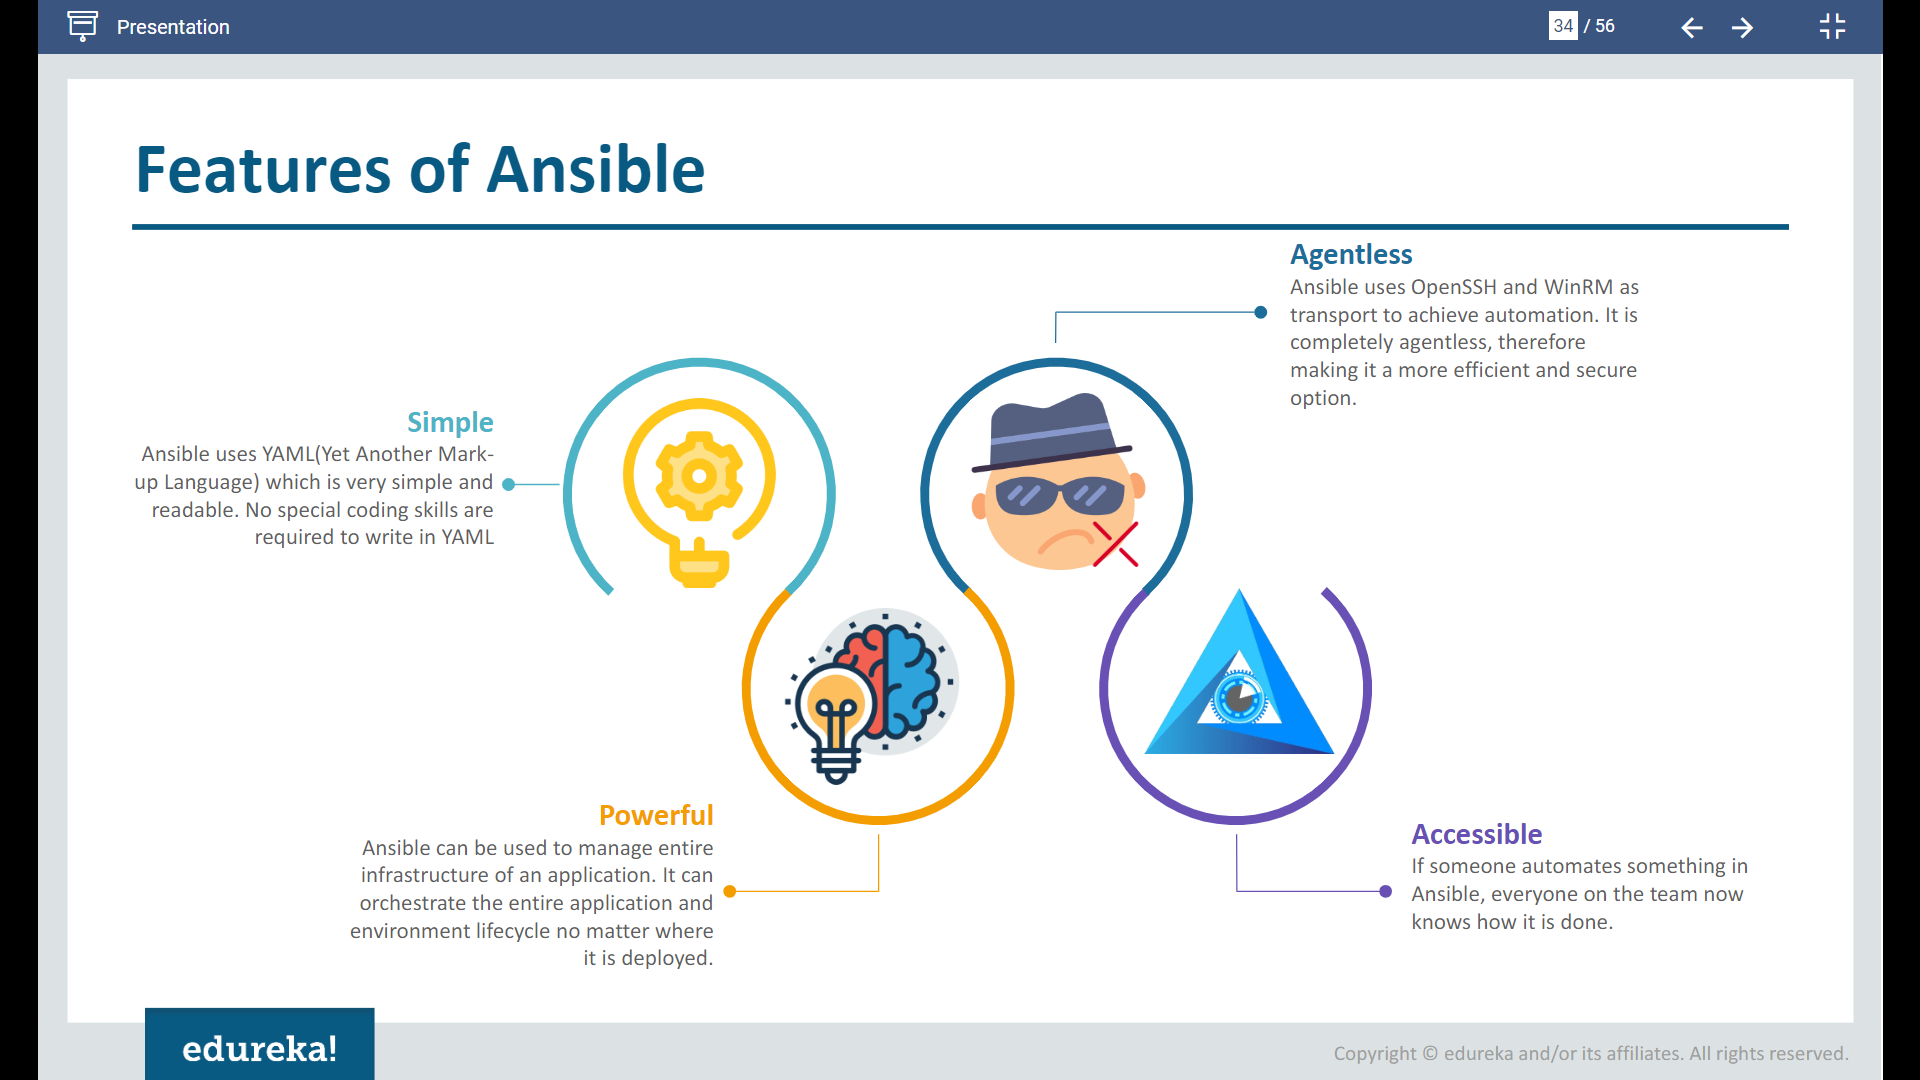 Presentation
34 / 56
Features of Ansible
Agentless
Ansible uses OpenSSH and WinRM as
transport to achieve automation. It is
completely agentless, therefore
making it a more efficient and secure
option.
Simple
Ansible uses YAML(Yet Another Mark-
up Language) which is very simple and
readable. No special coding skills are
required to write in YAML
Powerful
Ansible can be used to manage entire
infrastructure of an application. It can
orchestrate the entire application and
environment lifecycle no matter where
it is deployed.
Accessible
If someone automates something in
Ansible, everyone on the team now
knows how it is done.
edureka!
Copyright © edureka and/or its affiliates. All rights reserved.